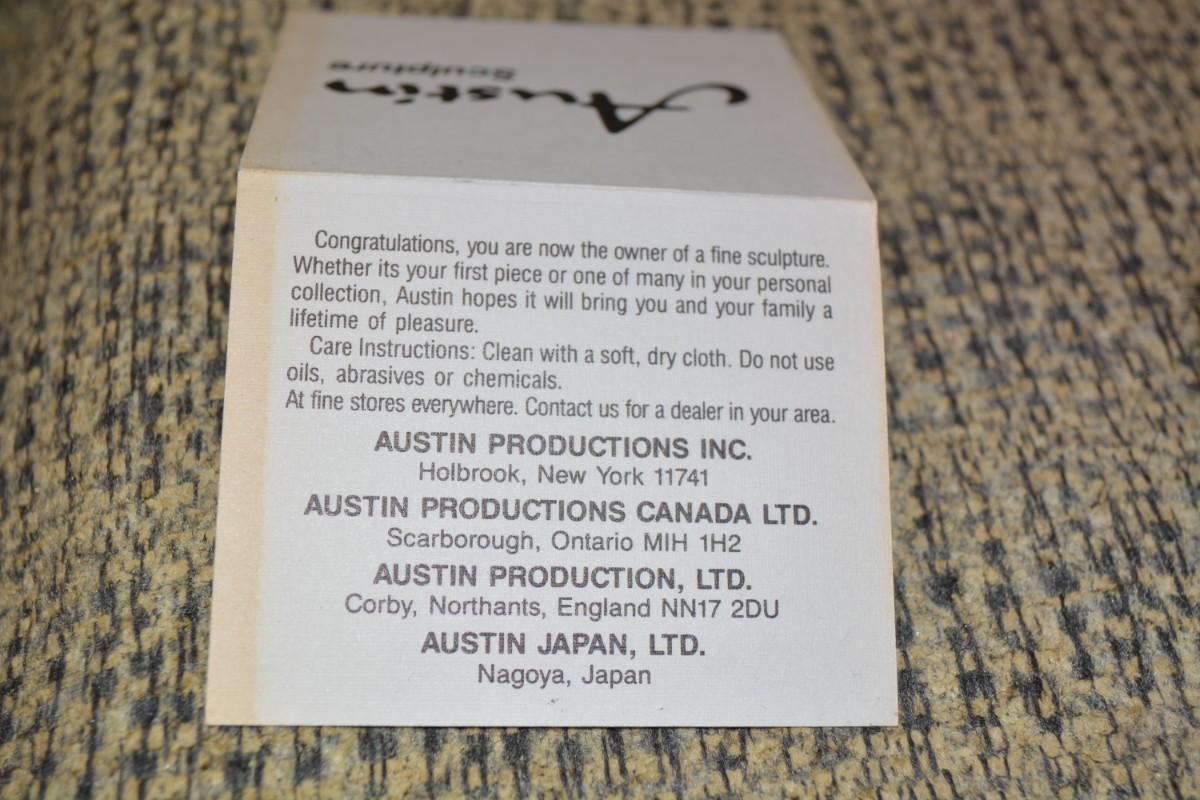 Austin
Sculpture
Congratulations, you are now the owner of a fine sculpture.
Whether its your first piece or one of many in your personal
collection, Austin hopes it will bring you and your family a
lifetime of pleasure.
Care Instructions: Clean with a soft, dry cloth. Do not use
oils, abrasives or chemicals.
At fine stores everywhere. Contact us for a dealer in your area.
AUSTIN PRODUCTIONS INC.
Holbrook, New York 11741
AUSTIN PRODUCTIONS CANADA LTD.
Scarborough, Ontario MIH 1H2
AUSTIN PRODUCTION, LTD.
Corby, Northants, England NN17 2DU
AUSTIN JAPAN, LTD.
Nagoya, Japan